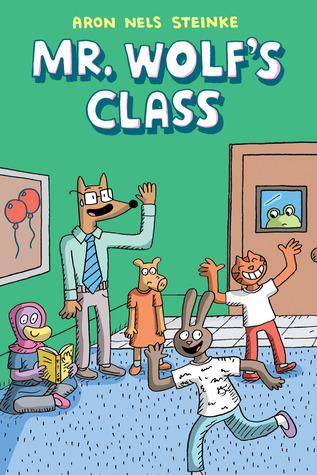 ARON NELS STEINKE
MR. WOLF'S
CLASS